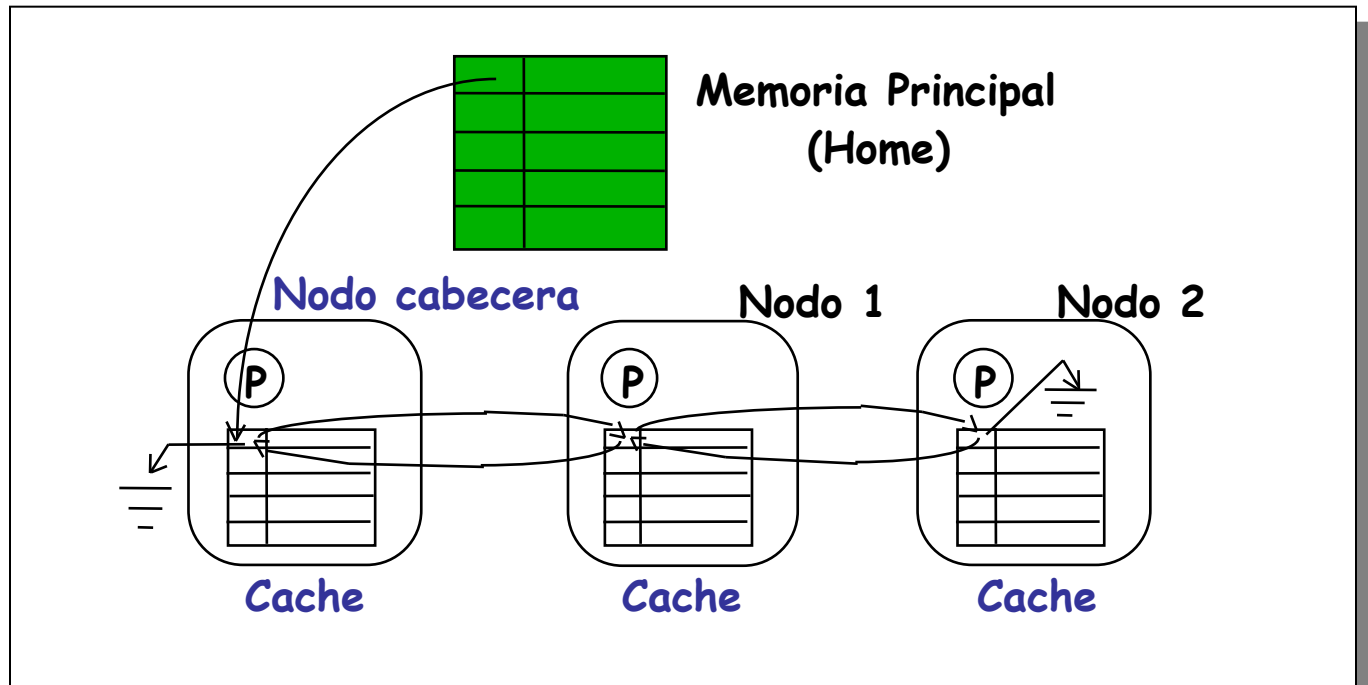 Memoria Principal
(Home)
Nodo cabecera
Nodo 1
Nodo 2
P
P
P
Cache
Cache
Cache